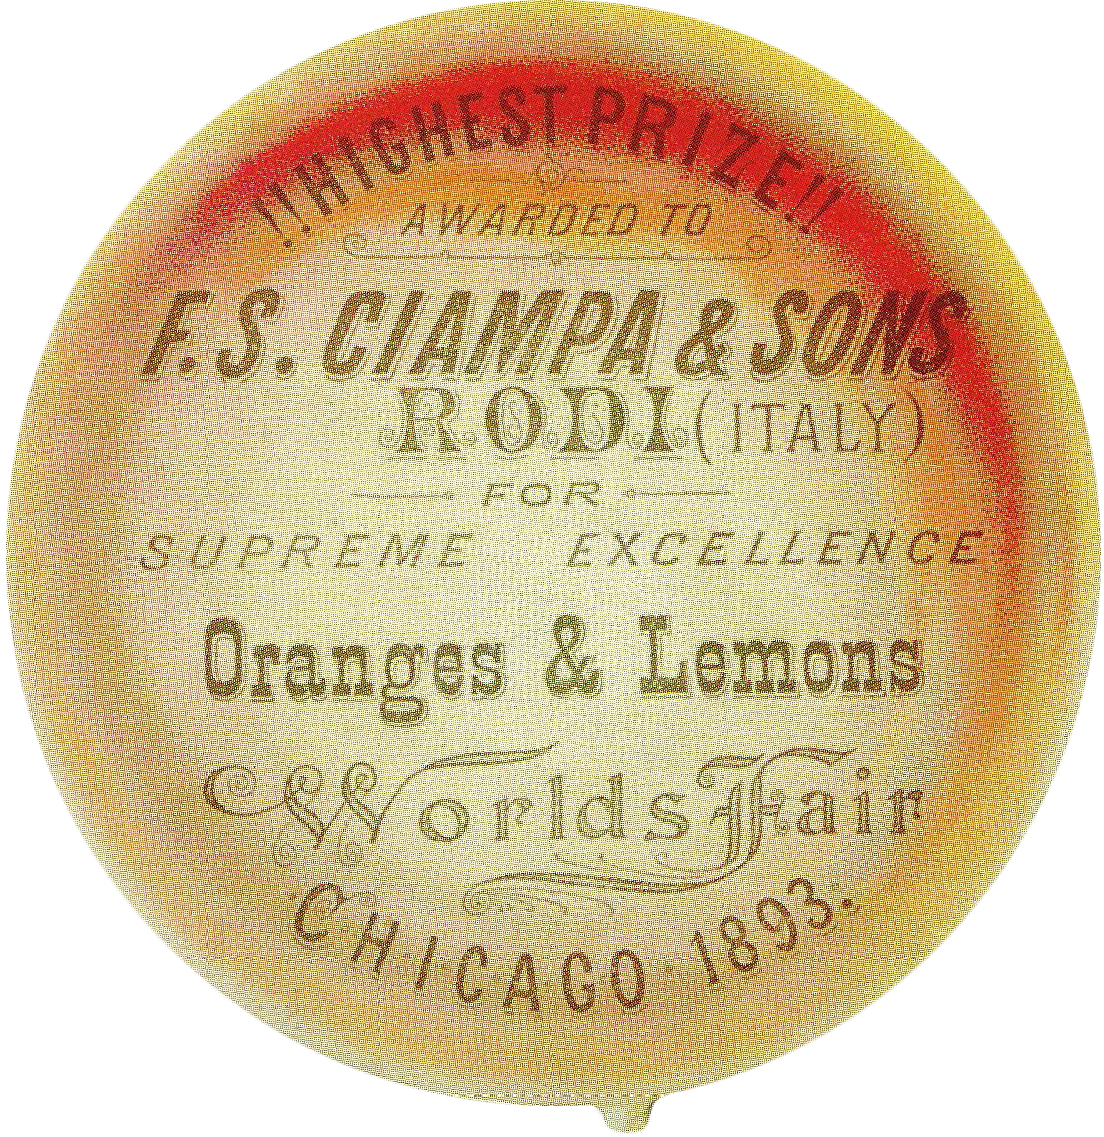 !!HIGHEST PRIZE!!
AWARDED TO
F. S. CIAMPA & SONS
RODI (ITALY)
FOR
SUPREME EXCELLENCE
Oranges & Lemons
Worlds Fair
CHICAGO 1893.